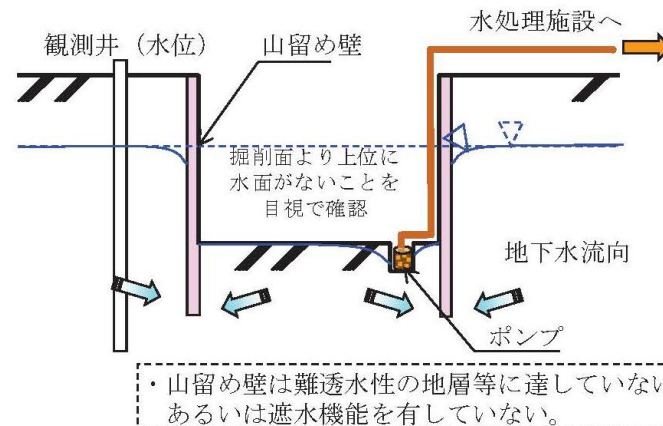 水処理施設へ
観測井（水位）
山留め壁
掘削面より上位に
水面がないことを
目視で確認
地下水流向
ポンプ
・山留め壁は難透水性の地層等に達していない
あるいは遮水機能を有していない。